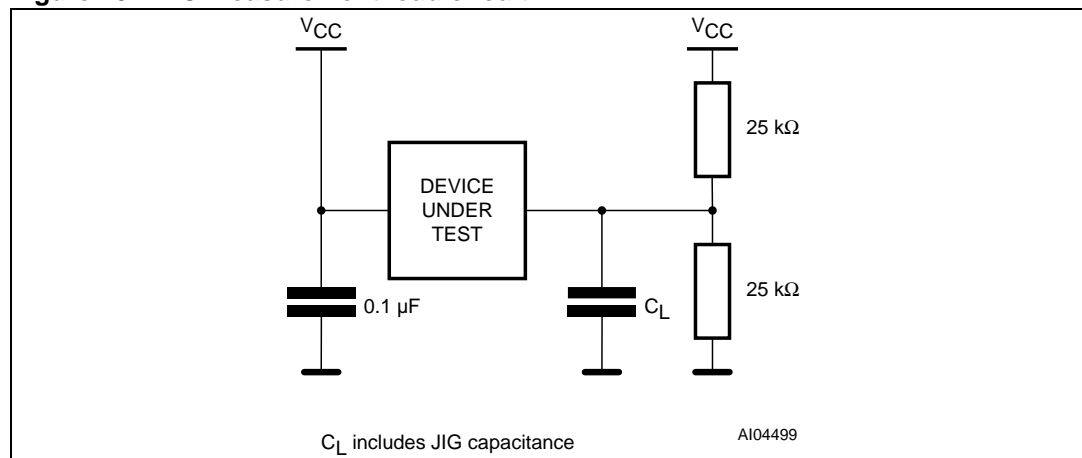 VCC
VCC
25 kΩ
DEVICE
UNDER
TEST
0.1 µF
CL
25 kΩ
CL includes JIG capacitance
AI04499